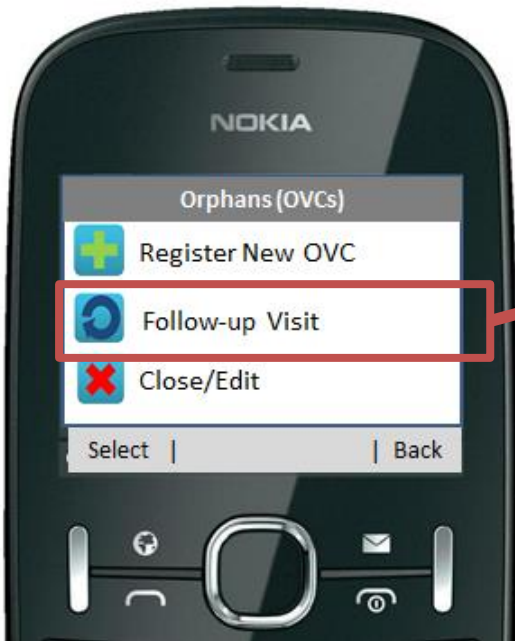 NOKIA
Orphans (OVCs)
Register New OVC
Follow-up Visit
Close/Edit
Select | | Back